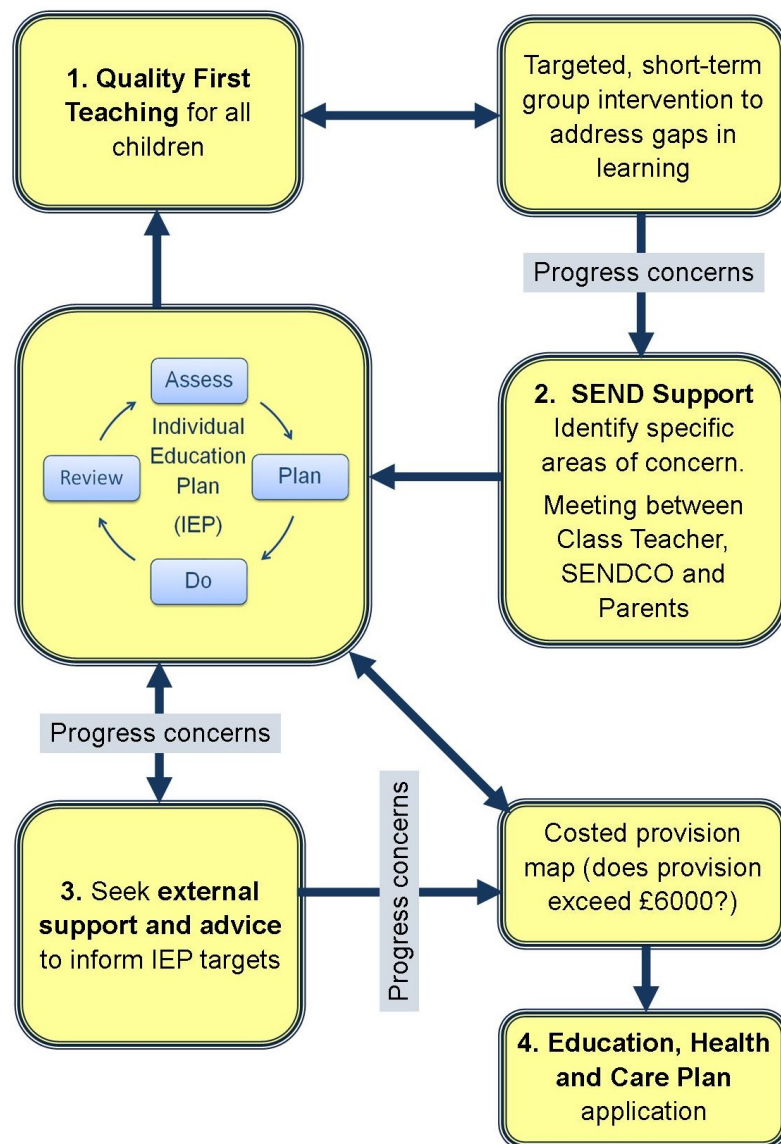 1. Quality First
Teaching for all
children
Targeted, short-term
group intervention to
address gaps in
learning
Progress concerns
2. SEND Support
Identify specific
areas of concern.
Meeting between
Class Teacher,
SENDCO and
Parents
Assess
Individual
Education
Plan
(IEP)
Review
Plan
Do
Progress concerns
3. Seek external
support and advice
to inform IEP targets
Progress concerns
Costed provision
map (does provision
exceed £6000?)
4. Education, Health
and Care Plan
application